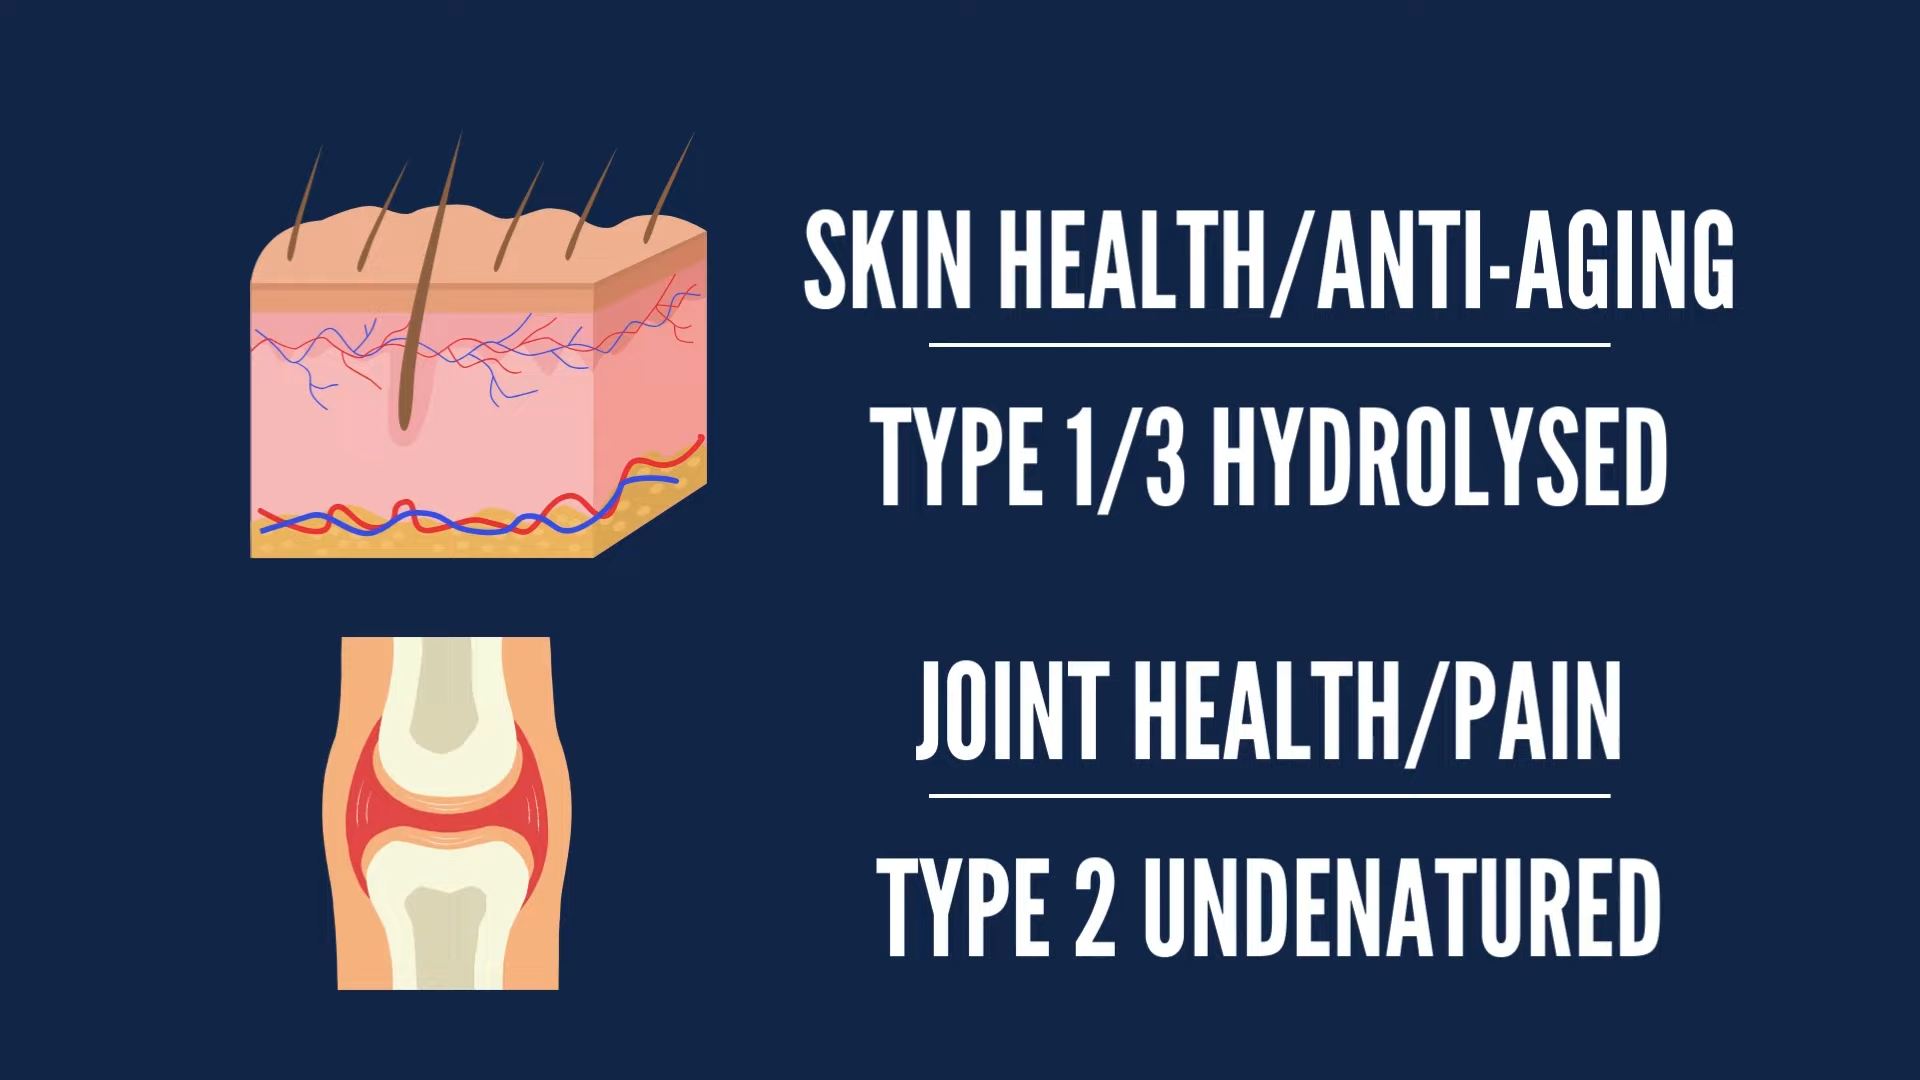 SKIN HEALTH/ANTI-AGING
TYPE 1/3 HYDROLYSED
JOINT HEALTH/PAIN
TYPE 2 UNDENATURED